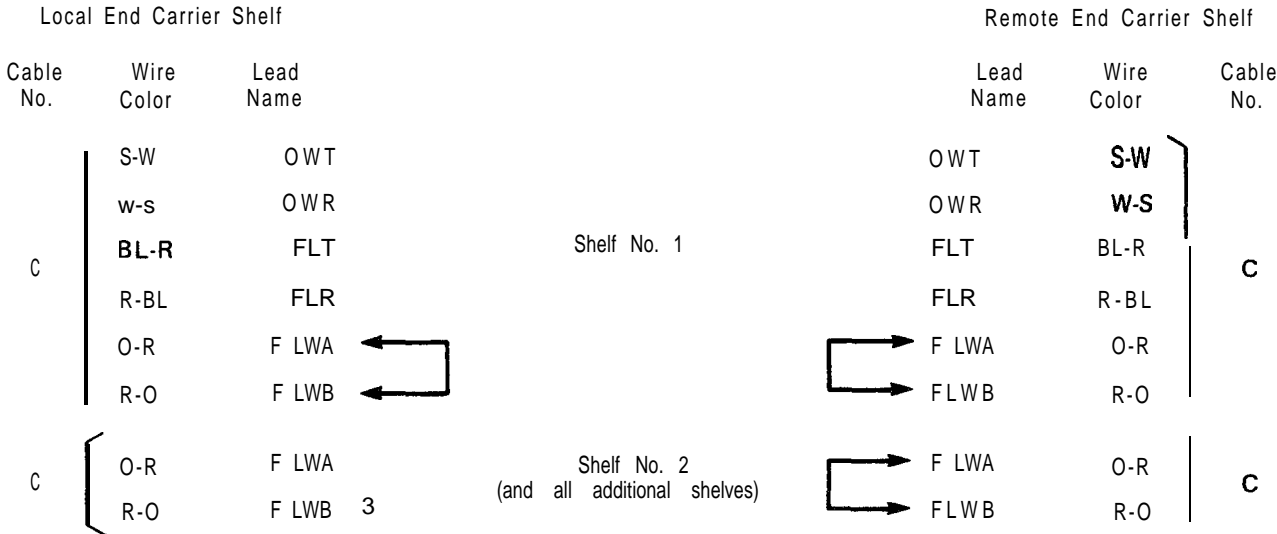 Local End Carrier Shelf Remote End Carrier Shelf
Cable Wire Lead Lead Wire Cable
No. Color Name Name Color No.
S-W OWT OWT S-W
w-s OWR OWR W-S
BL-R FLT Shelf No. 1 FLT BL-R
C C
R-BL FLR FLR R-BL
O-R F LWA F LWA O-R
R-O F LWB FLWB R-O
O-R F LWA Shelf No. 2 F LWA O-R
C (and all additional shelves) C
R-O F LWB 3 FLWB R-O